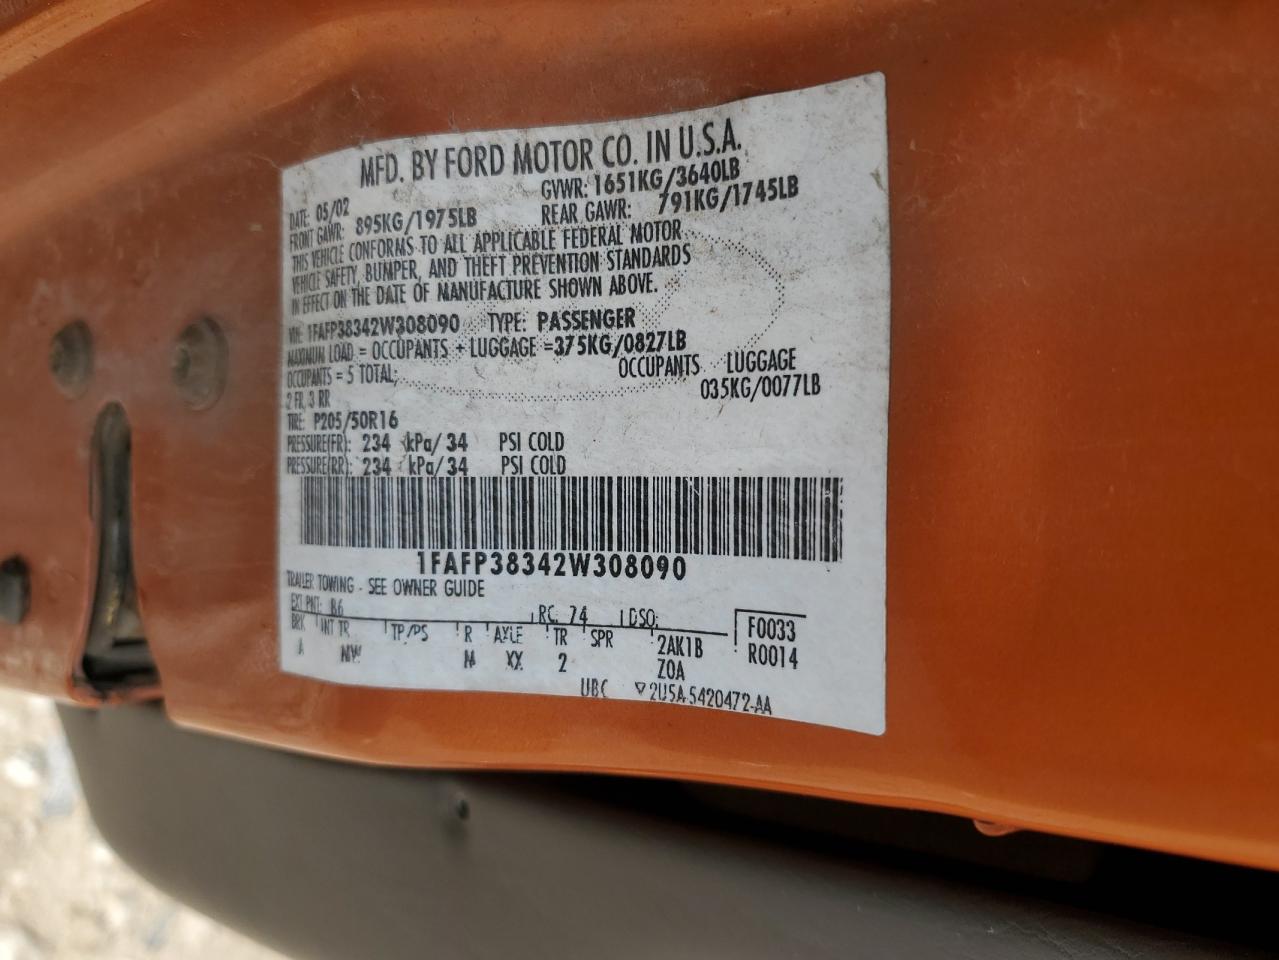 MFD. BY FORD MOTOR CO. IN U.S.A.
DATE: 05/02 GVWR: 1651KG/3640LB
FRONT GAWR: 895KG/1975LB REAR GAWR: 791KG/1745LB
THIS VEHICLE CONFORMS TO ALL APPLICABLE FEDERAL MOTOR
VEHICLE SAFETY, BUMPER, AND THEFT PREVENTION STANDARDS
IN EFFECT ON THE DATE OF MANUFACTURE SHOWN ABOVE.
VIN: 1FAFP38342W308090 TYPE: PASSENGER
MAXIMUM LOAD = OCCUPANTS + LUGGAGE = 375KG/0827LB
OCCUPANTS = 5 TOTAL; OCCUPANTS LUGGAGE
2 FR, 3 RR 035KG/0077LB
TIRE: P205/50R16
PRESSURE(FR): 234 kPa/ 34 PSI COLD
PRESSURE(RR): 234 kPa/ 34 PSI COLD
1FAFP38342W308090
TRAILER TOWING - SEE OWNER GUIDE
EXT PNT: B6 RC: 74 DSO: F0033
BRK INT TR TP/PS R AXLE TR SPR 2AK1B R0014
A NW M XX 2 Z0A
UBC ▽ 2U5A-5420472-AA